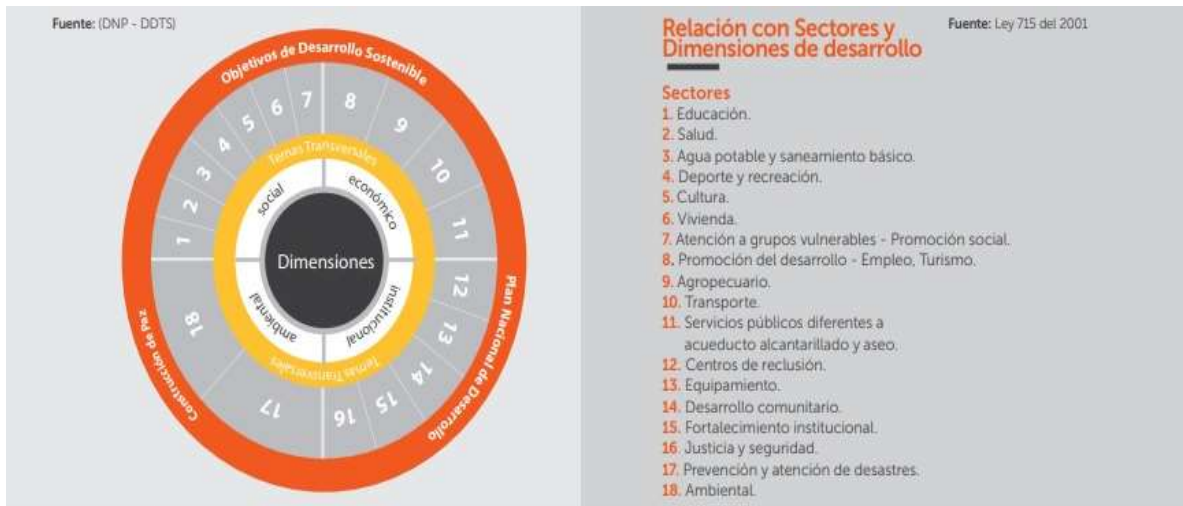 Fuente: (DNP - DDTS)
Objetivos de Desarrollo Sostenible
Plan Nacional de Desarrollo
Construcción de Paz
1
2
3
4
5
6
7
8
9
10
11
12
13
14
15
16
17
18
Temas Transversales
Temas Transversales
social
económico
institucional
ambiental
Dimensiones
Relación con Sectores y
Dimensiones de desarrollo
Fuente: Ley 715 del 2001
Sectores
1. Educación.
2. Salud.
3. Agua potable y saneamiento básico.
4. Deporte y recreación.
5. Cultura.
6. Vivienda.
7. Atención a grupos vulnerables - Promoción social.
8. Promoción del desarrollo - Empleo, Turismo.
9. Agropecuario.
10. Transporte.
11. Servicios públicos diferentes a
acueducto alcantarillado y aseo.
12. Centros de reclusión.
13. Equipamiento.
14. Desarrollo comunitario.
15. Fortalecimiento institucional.
16. Justicia y seguridad.
17. Prevención y atención de desastres.
18. Ambiental.